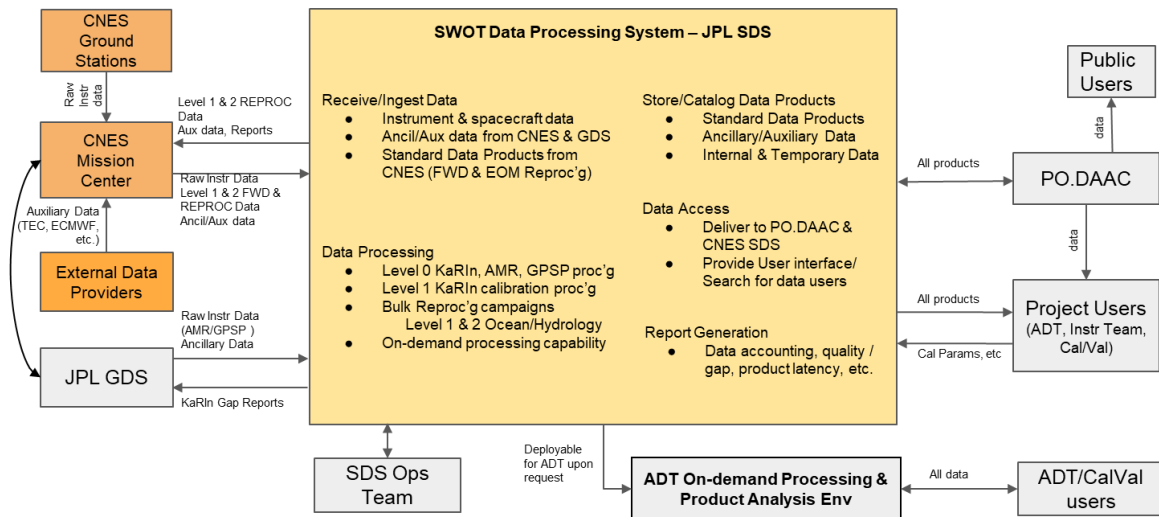 CNES
Ground
Stations
Raw
Instr
data
CNES
Mission
Center
Auxiliary Data
(TEC, ECMWF,
etc.)
External Data
Providers
JPL GDS
Level 1 & 2 REPROC
Data
Aux data, Reports
Raw Instr Data
Level 1 & 2 FWD &
REPROC Data
Ancil/Aux data
Raw Instr Data
(AMR/GPSP )
Ancillary Data
KaRIn Gap Reports
SWOT Data Processing System – JPL SDS
Receive/Ingest Data
● Instrument & spacecraft data
● Ancil/Aux data from CNES & GDS
● Standard Data Products from
CNES (FWD & EOM Reproc'g)
Data Processing
● Level 0 KaRIn, AMR, GPSP proc'g
● Level 1 KaRIn calibration proc'g
● Bulk Reproc'g campaigns
Level 1 & 2 Ocean/Hydrology
● On-demand processing capability
Store/Catalog Data Products
● Standard Data Products
● Ancillary/Auxiliary Data
● Internal & Temporary Data
Data Access
● Deliver to PO.DAAC &
CNES SDS
● Provide User interface/
Search for data users
Report Generation
● Data accounting, quality /
gap, product latency, etc.
All products
All products
Cal Params, etc
Public
Users
data
PO.DAAC
data
Project Users
(ADT, Instr Team,
Cal/Val)
SDS Ops
Team
Deployable
for ADT upon
request
ADT On-demand Processing &
Product Analysis Env
All data
ADT/CalVal
users